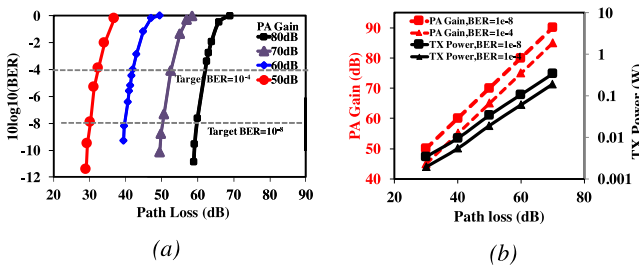 PA Gain
80dB
70dB
60dB
50dB
Target BER=10⁻⁴
Target BER=10⁻⁸
10log10(BER)
0
-2
-4
-6
-8
-10
-12
20 30 40 50 60 70 80 90
Path Loss (dB)
(a)
PA Gain,BER=1e-8
PA Gain,BER=1e-4
TX Power,BER=1e-8
TX Power,BER=1e-
PA Gain (dB)
90
80
70
60
50
40
10
1
0.1
0.01
0.001
TX Power (W)
20 40 60 80
Path loss (dB)
(b)